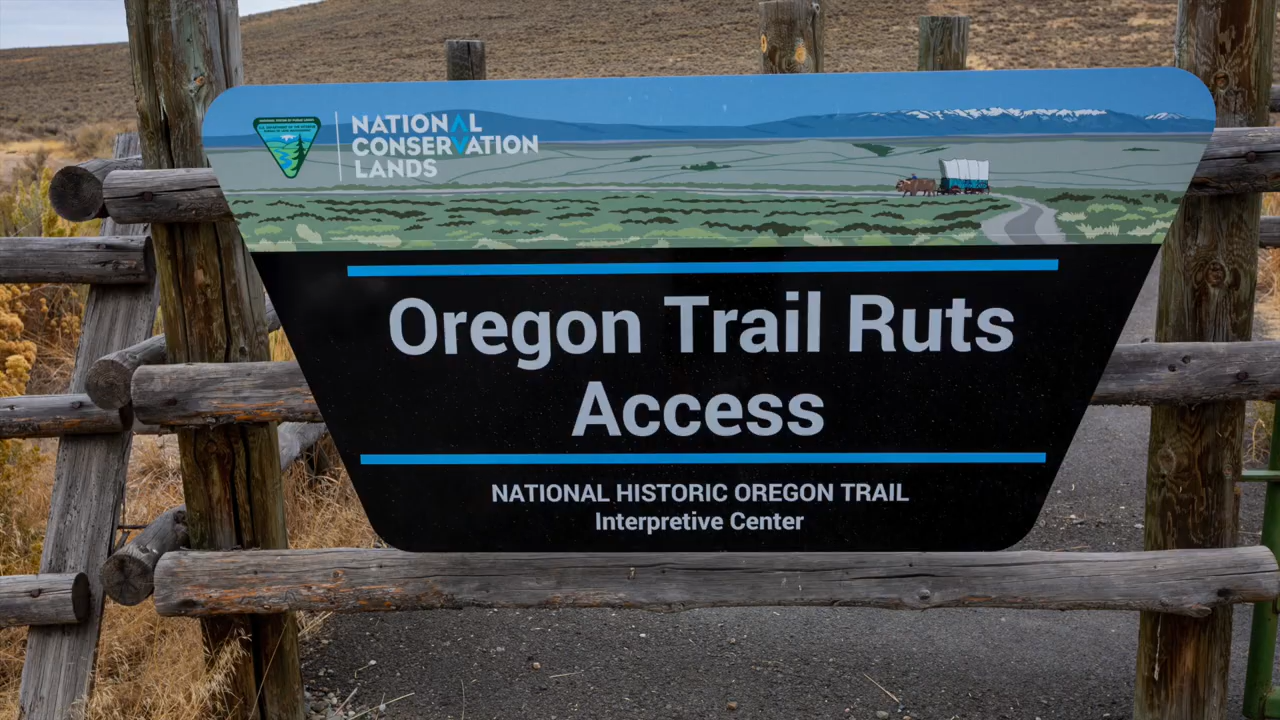 NATIONAL
CONSERVATION
LANDS
Oregon Trail Ruts
Access
NATIONAL HISTORIC OREGON TRAIL
Interpretive Center